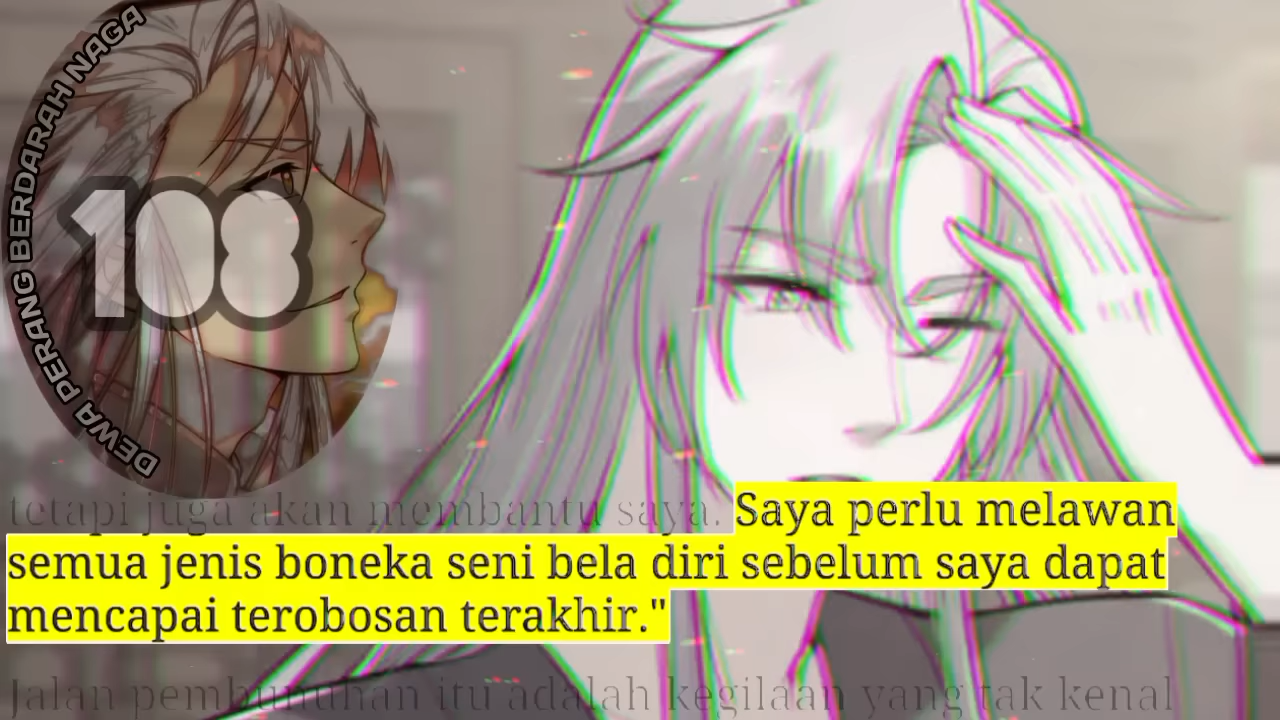 DEWA PERANG BERDARAH NAGA
108
tetapi juga akan membantu saya. Saya perlu melawan
semua jenis boneka seni bela diri sebelum saya dapat
mencapai terobosan terakhir."
Jalan pembunuhan itu adalah kegilaan yang tak kenal